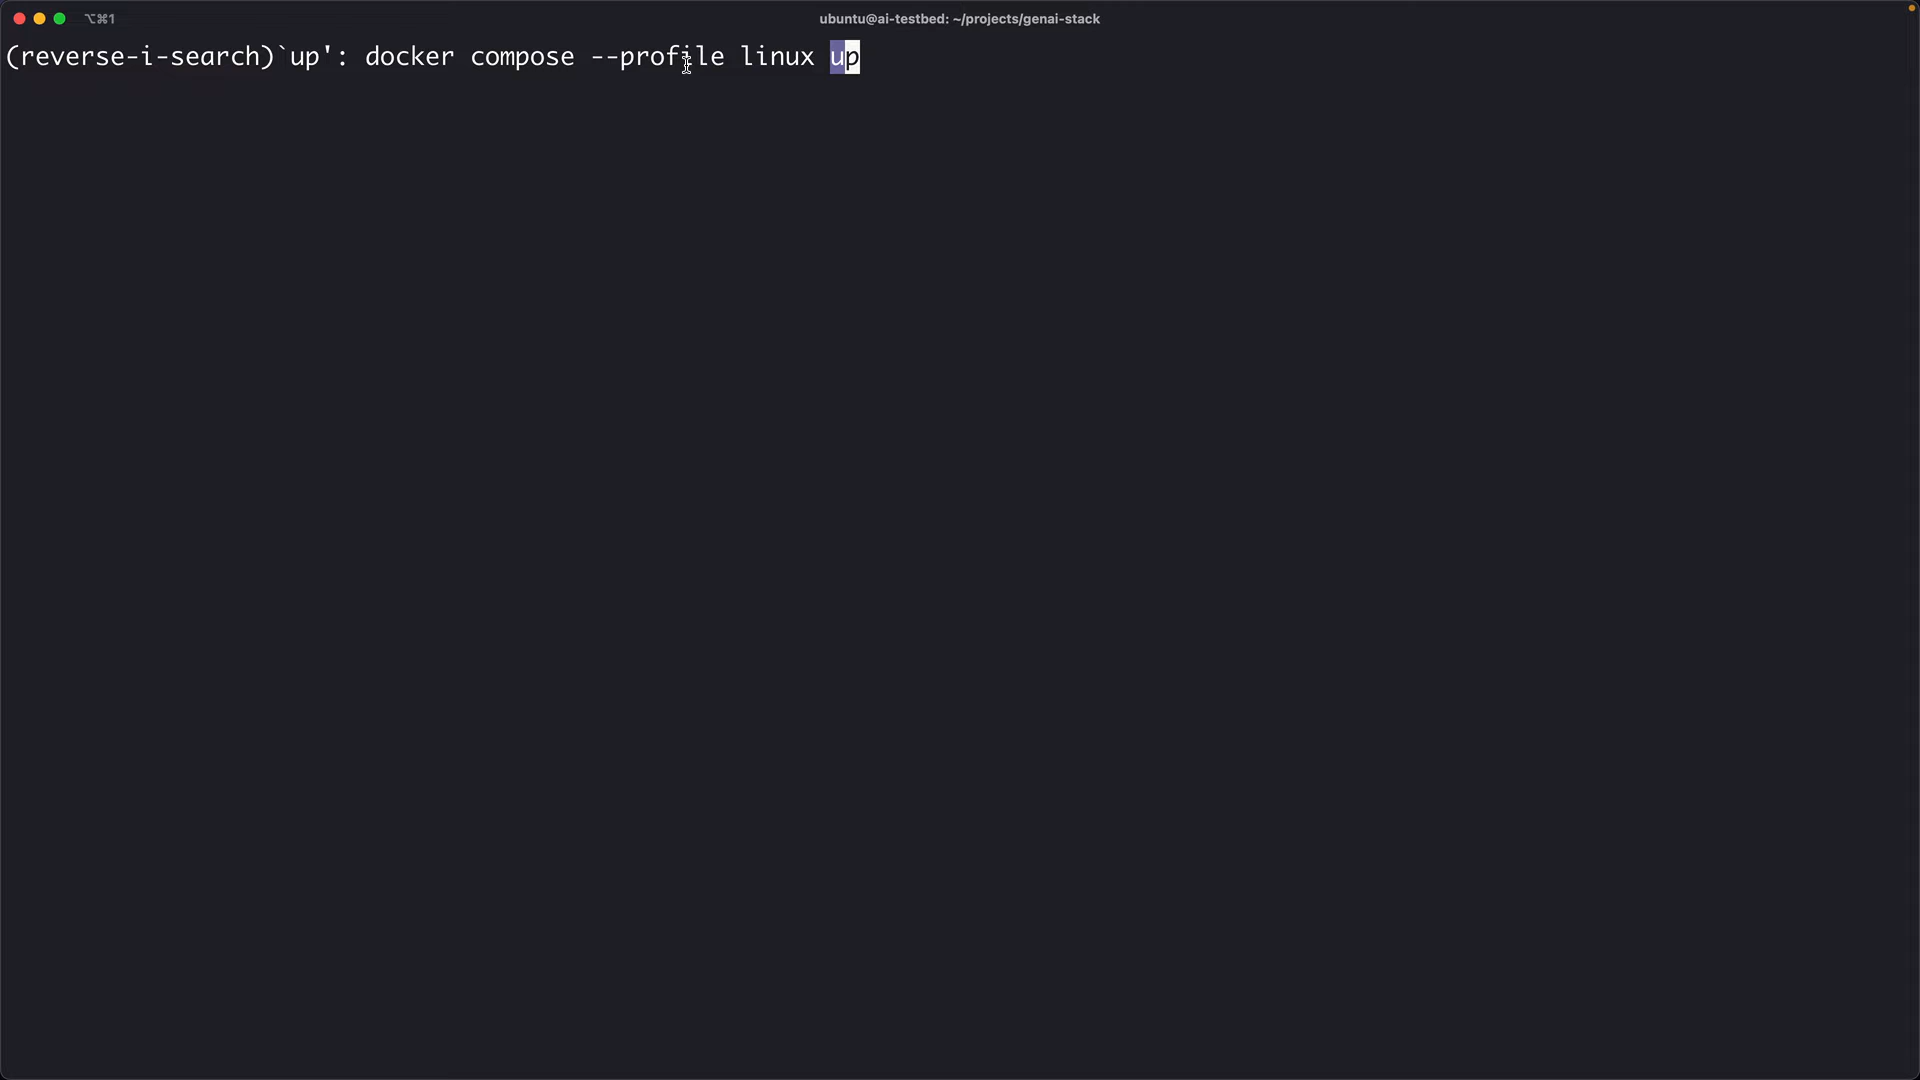 ⌥⌘1
ubuntu@ai-testbed: ~/projects/genai-stack
(reverse-i-search)`up': docker compose --profile linux up